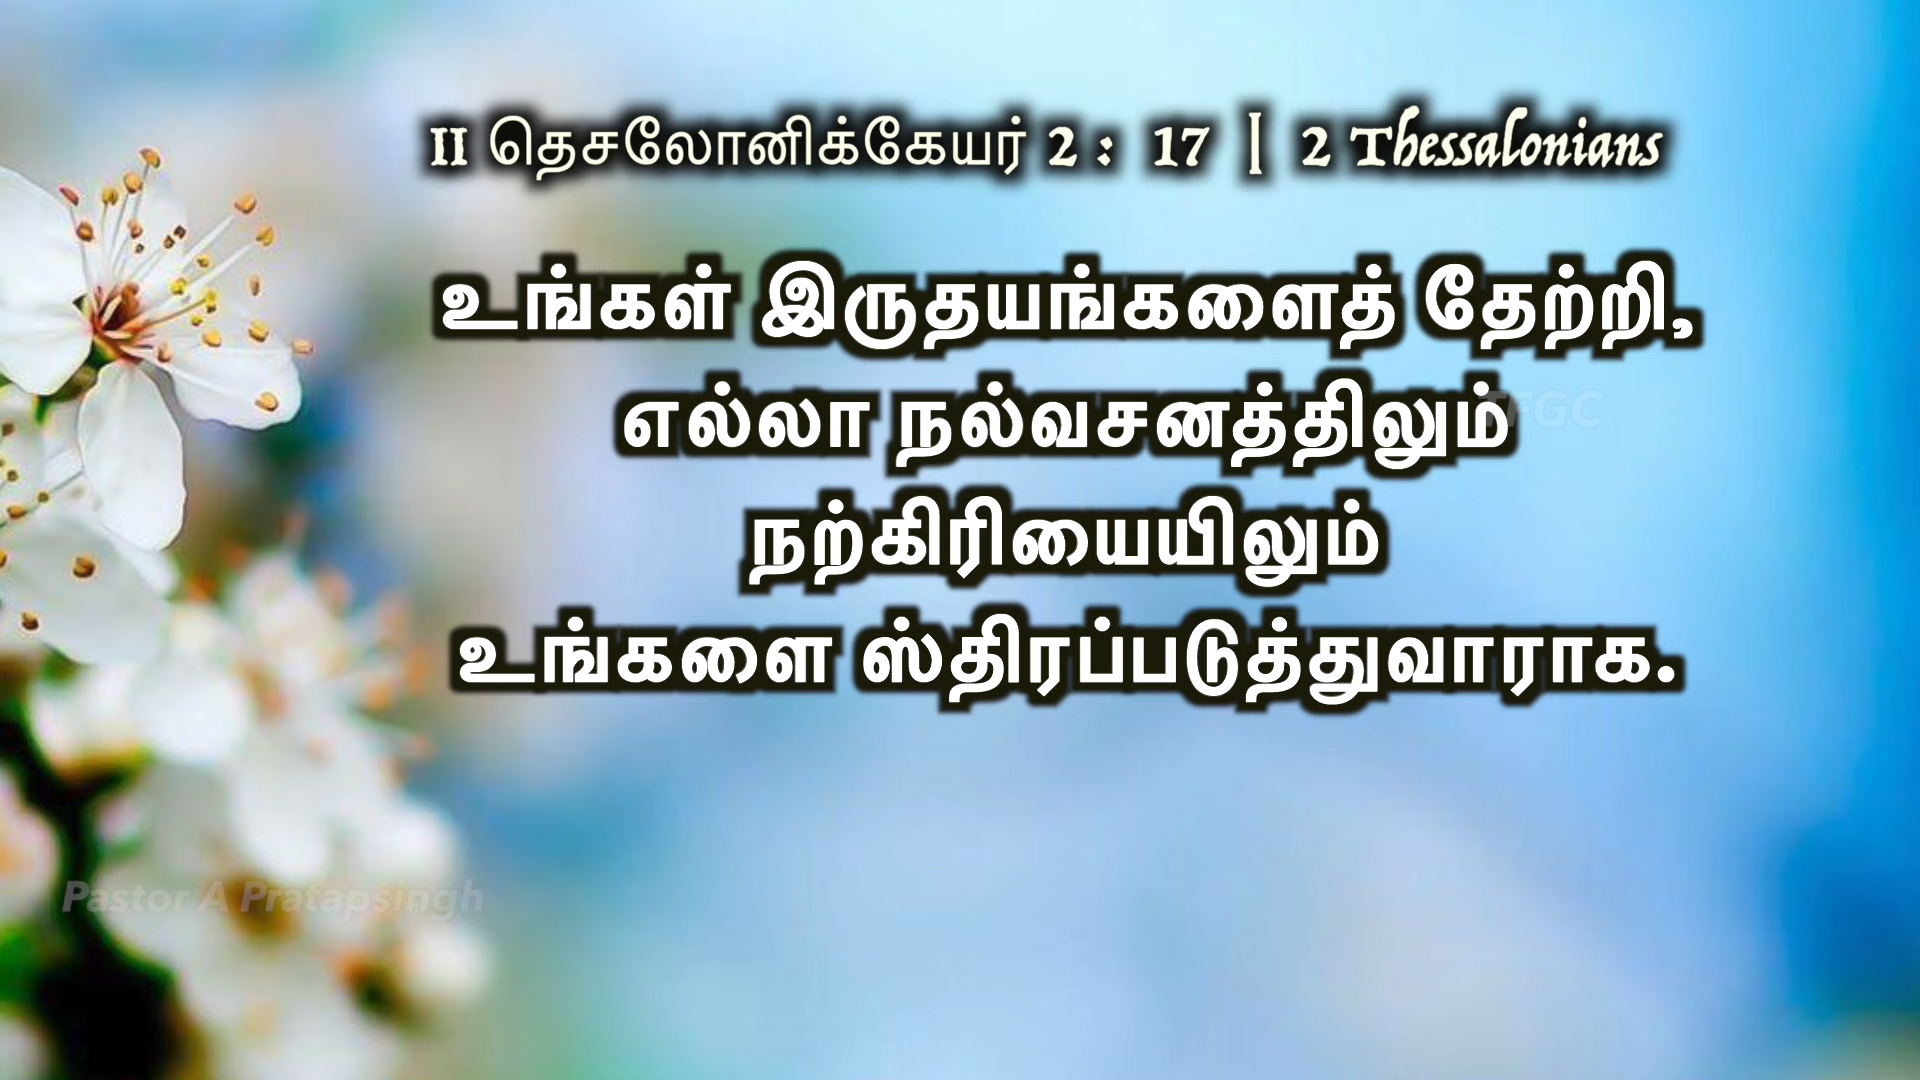 II தெசலோனிக்கேயர் 2 : 17 | 2 Thessalonians
உங்கள் இருதயங்களைத் தேற்றி,
எல்லா நல்வசனத்திலும்
TFGC
நற்கிரியையிலும்
உங்களை ஸ்திரப்படுத்துவாராக.
Pastor A Pratapsingh